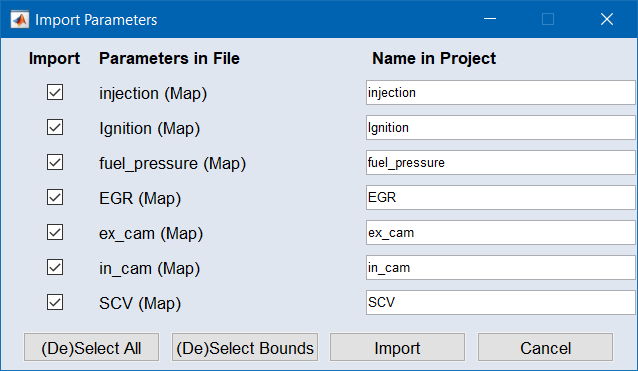 Import Parameters
Import Parameters in File Name in Project
injection (Map) injection
Ignition (Map) Ignition
fuel_pressure (Map) fuel_pressure
EGR (Map) EGR
ex_cam (Map) ex_cam
in_cam (Map) in_cam
SCV (Map) SCV
(De)Select All (De)Select Bounds Import Cancel